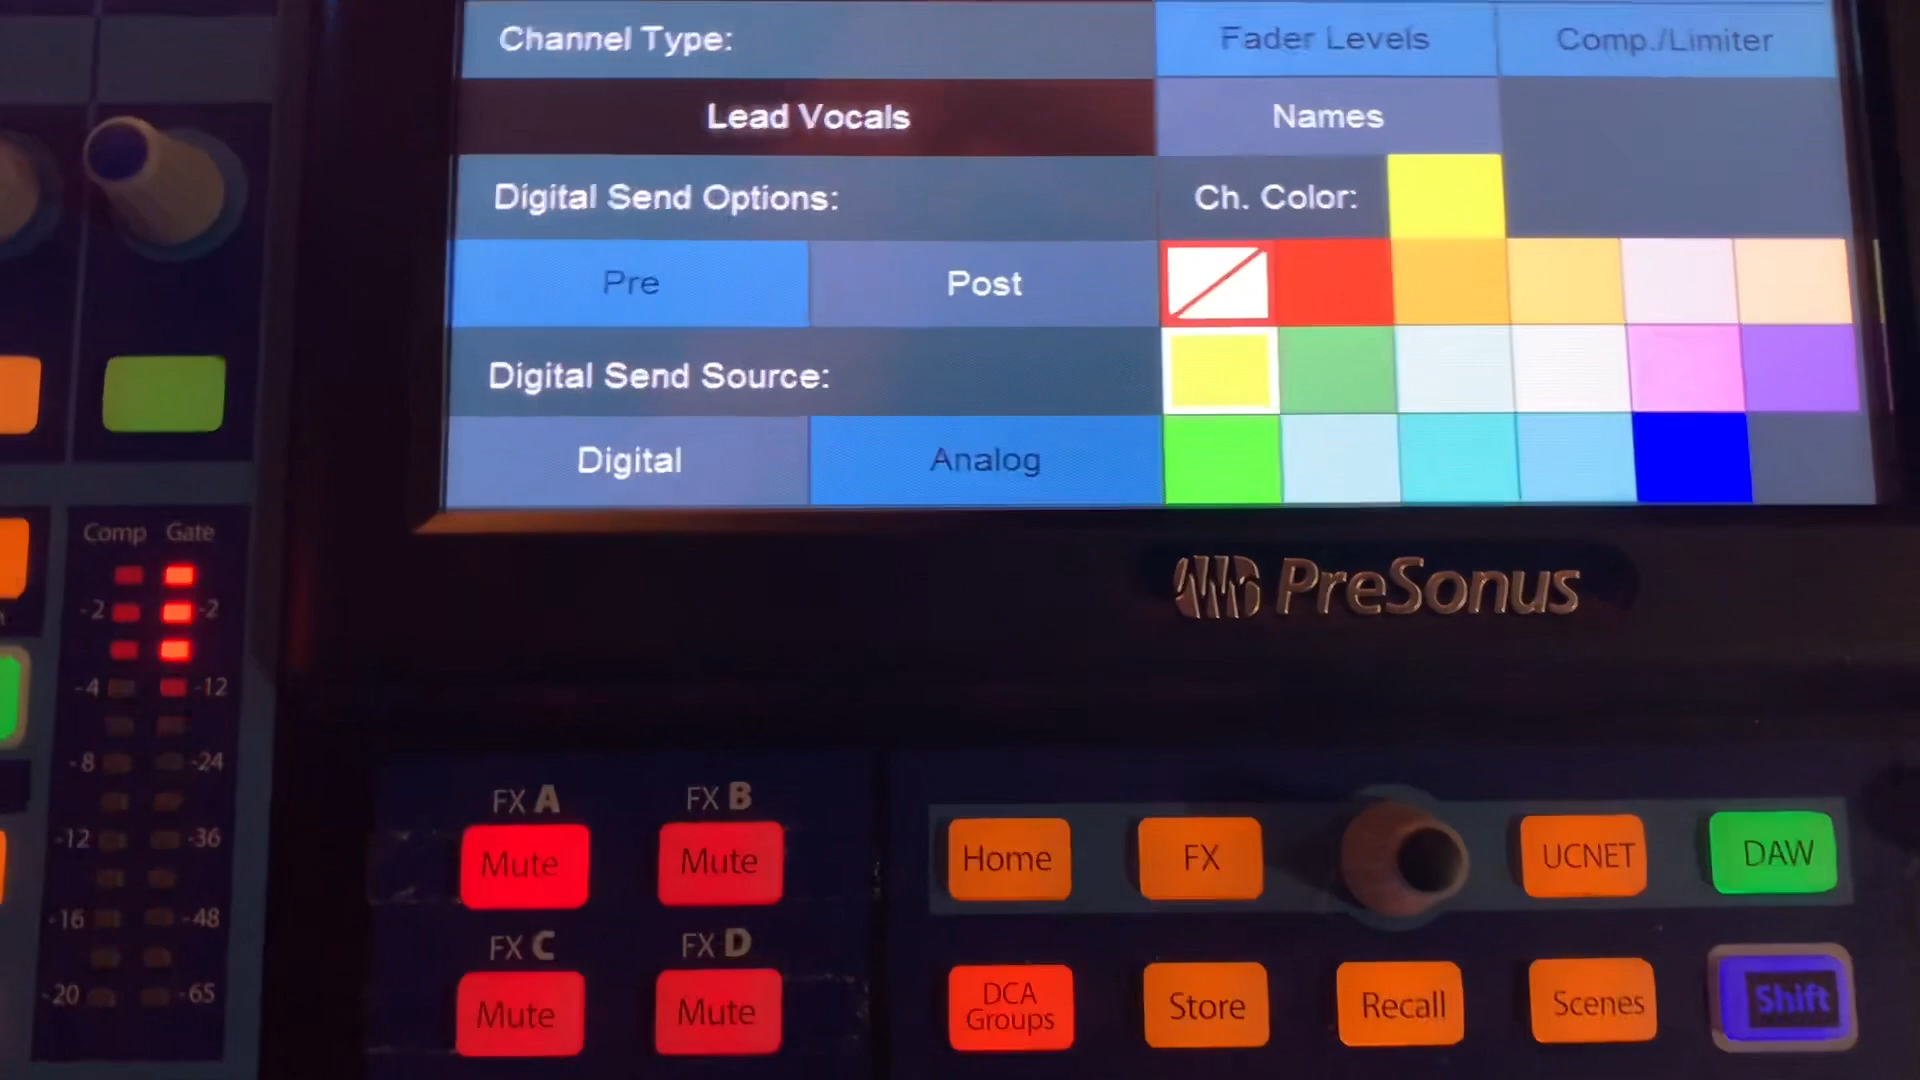 Channel Type:
Fader Levels
Comp./Limiter
Lead Vocals
Names
Digital Send Options:
Ch. Color:
Pre
Post
Digital Send Source:
Digital
Analog
Comp Gate
-2 -2
-4 -12
-8 -24
-12 -36
-16 -48
-20 -65
PreSonus
FX A
FX B
Mute
Mute
FX C
FX D
Mute
Mute
Home
FX
UCNET
DAW
DCA
Groups
Store
Recall
Scenes
Shift